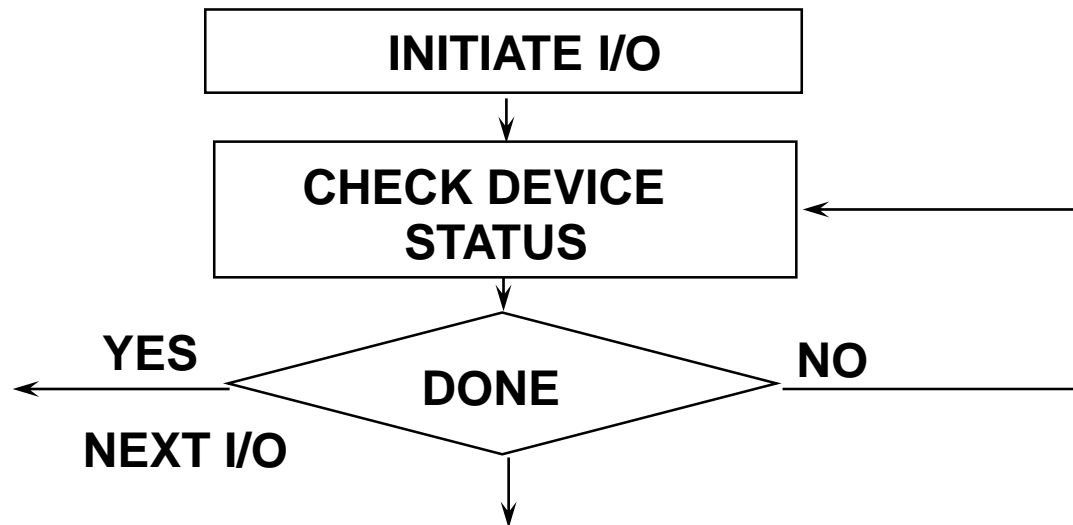 INITIATE I/O
CHECK DEVICE
STATUS
YES
NO
DONE
NEXT I/O